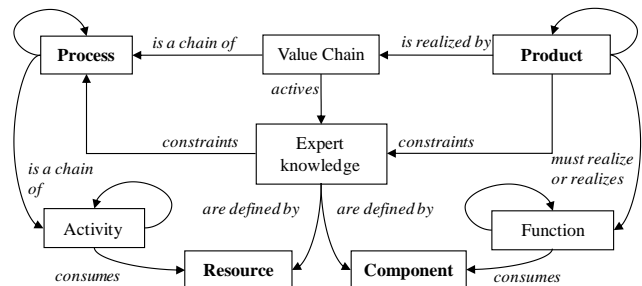 is a chain of
is realized by
Process
Value Chain
Product
actives
constraints
Expert
knowledge
constraints
is a chain
of
must realize
or realizes
are defined by
are defined by
Activity
Function
consumes
Resource
Component
consumes